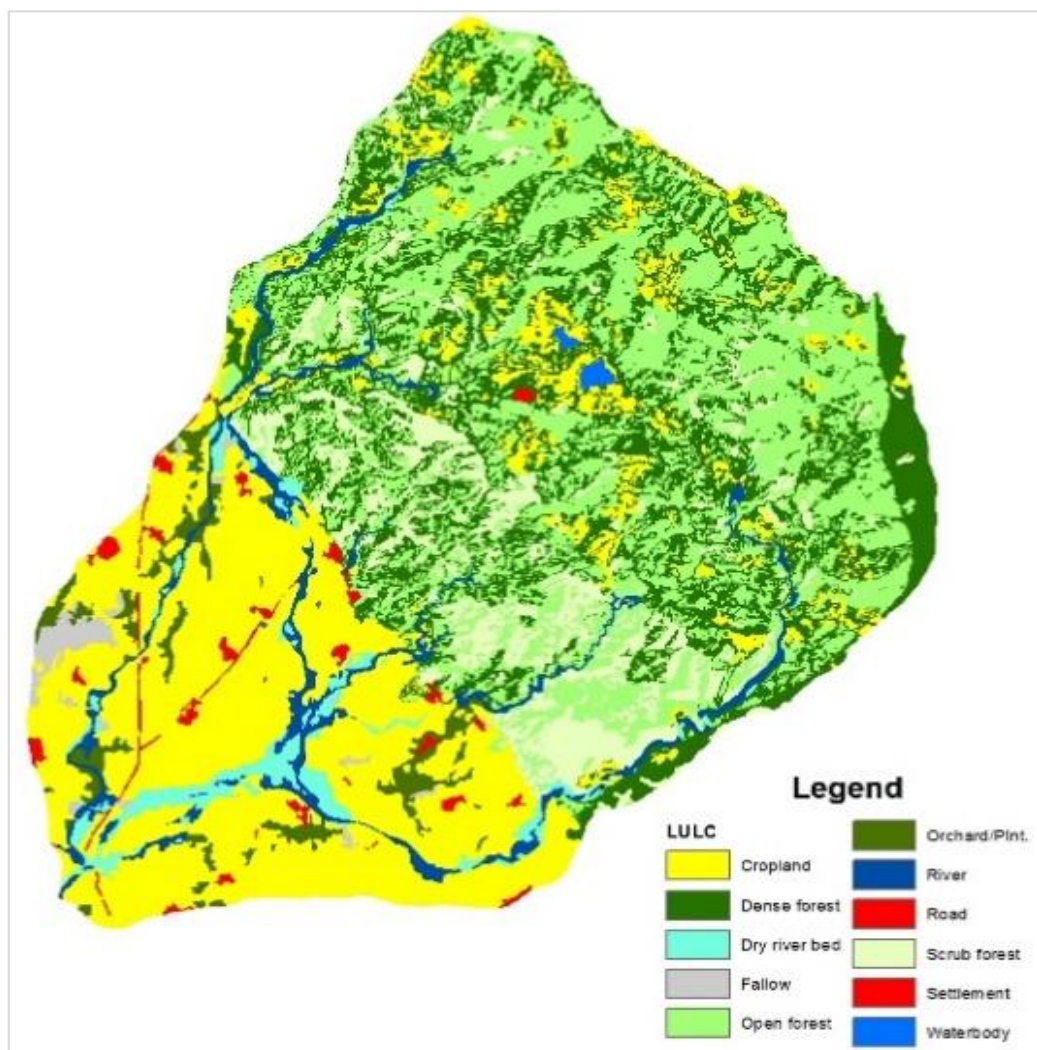 Legend
LULC
Cropland
Dense forest
Dry river bed
Fallow
Open forest
Orchard/Plnt.
River
Road
Scrub forest
Settlement
Waterbody